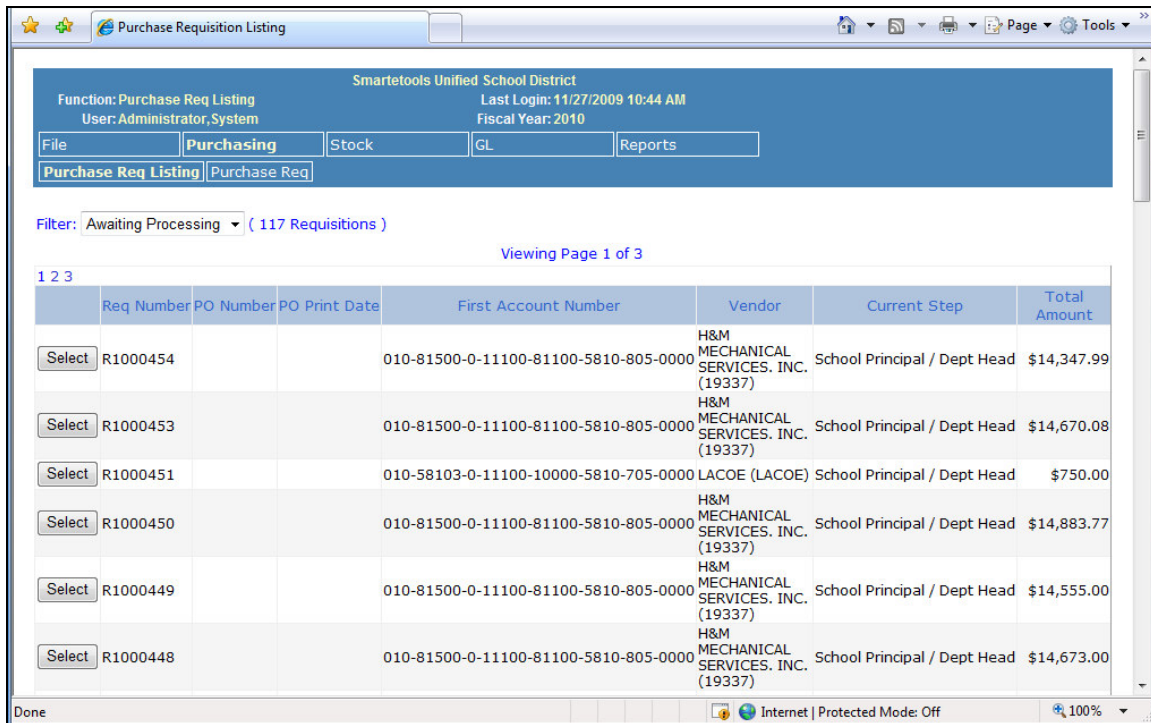 Purchase Requisition Listing
Page
Tools
»
Smartetools Unified School District
Function: Purchase Req Listing Last Login: 11/27/2009 10:44 AM
User: Administrator,System Fiscal Year: 2010
File Purchasing Stock GL Reports
Purchase Req Listing Purchase Req
Filter: Awaiting Processing ( 117 Requisitions )
Viewing Page 1 of 3
1 2 3
Req Number PO Number PO Print Date First Account Number Vendor Current Step Total
Amount
Select R1000454 010-81500-0-11100-81100-5810-805-0000 H&M
MECHANICAL
SERVICES. INC.
(19337) School Principal / Dept Head $14,347.99
Select R1000453 010-81500-0-11100-81100-5810-805-0000 H&M
MECHANICAL
SERVICES. INC.
(19337) School Principal / Dept Head $14,670.08
Select R1000451 010-58103-0-11100-10000-5810-705-0000 LACOE (LACOE) School Principal / Dept Head $750.00
Select R1000450 010-81500-0-11100-81100-5810-805-0000 H&M
MECHANICAL
SERVICES. INC.
(19337) School Principal / Dept Head $14,883.77
Select R1000449 010-81500-0-11100-81100-5810-805-0000 H&M
MECHANICAL
SERVICES. INC.
(19337) School Principal / Dept Head $14,555.00
Select R1000448 010-81500-0-11100-81100-5810-805-0000 H&M
MECHANICAL
SERVICES. INC.
(19337) School Principal / Dept Head $14,673.00
Done Internet | Protected Mode: Off 100%